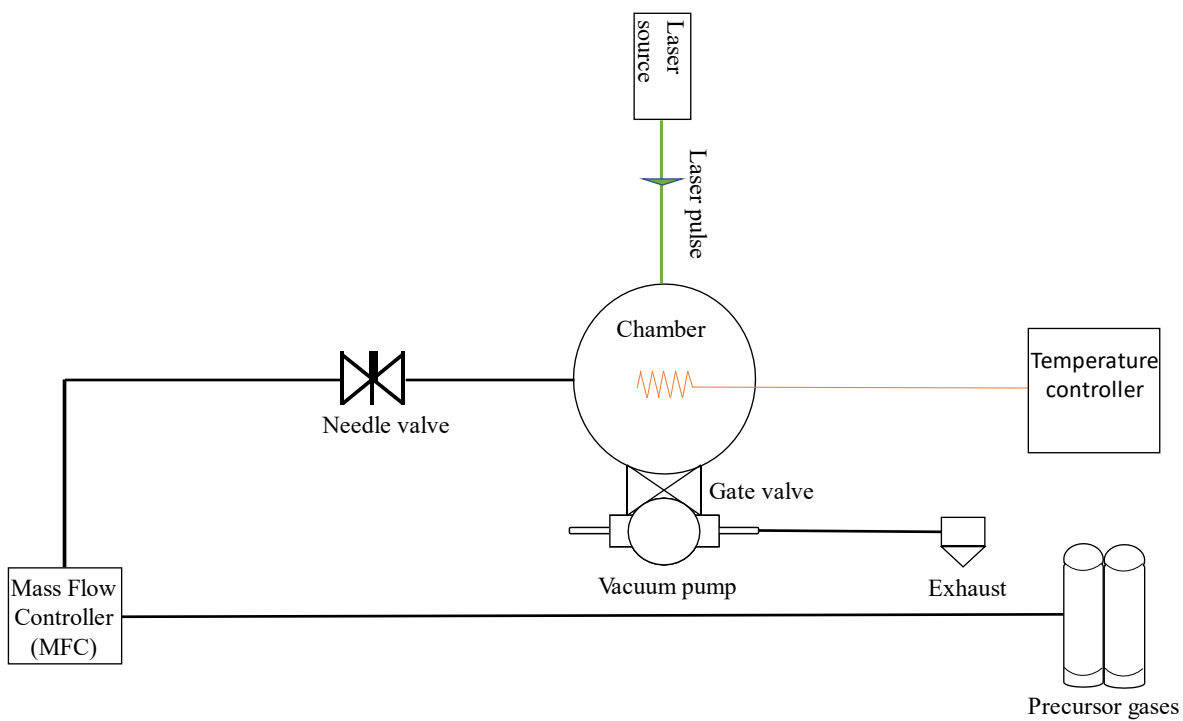 Laser
source
Laser pulse
Chamber
Temperature
controller
Needle valve
Gate valve
Mass Flow
Controller
(MFC)
Vacuum pump
Exhaust
Precursor gases